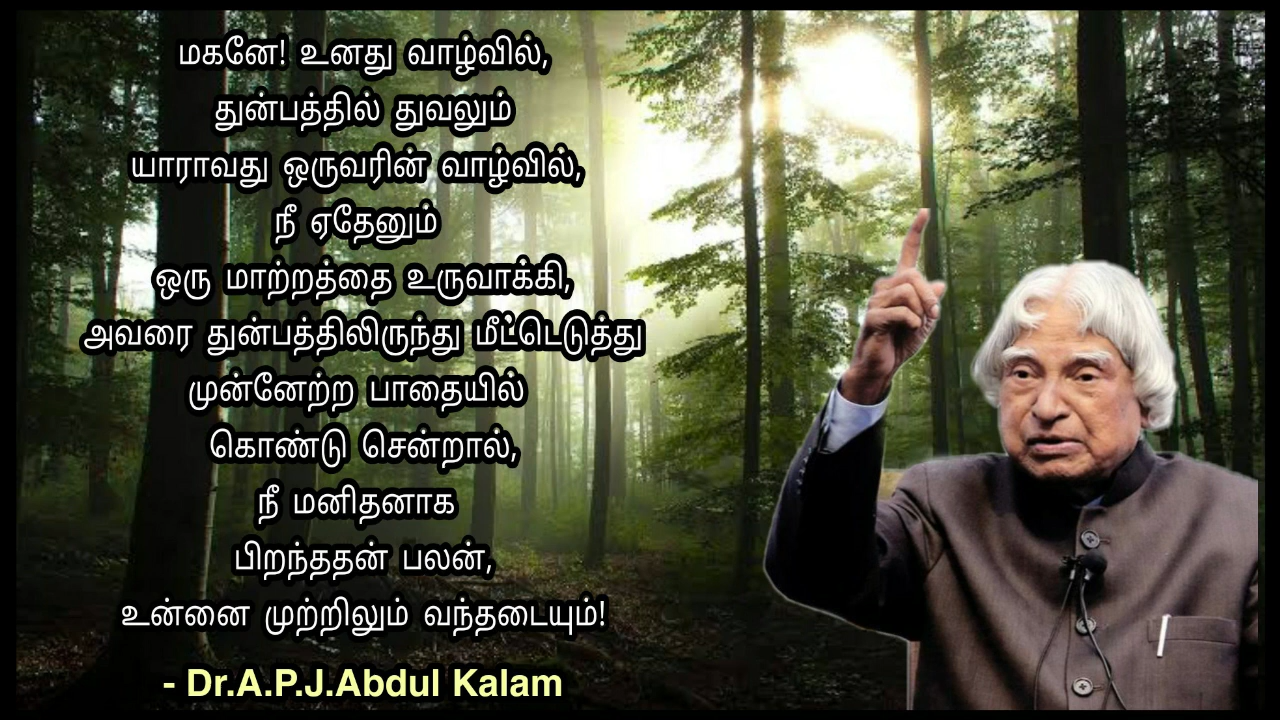 மகனே! உனது வாழ்வில்,
துன்பத்தில் துவலும்
யாராவது ஒருவரின் வாழ்வில்,
நீ ஏதேனும்
ஒரு மாற்றத்தை உருவாக்கி,
அவரை துன்பத்திலிருந்து மீட்டெடுத்து
முன்னேற்ற பாதையில்
கொண்டு சென்றால்,
நீ மனிதனாக
பிறந்ததன் பலன்,
உன்னை முற்றிலும் வந்தடையும்!
- Dr.A.P.J.Abdul Kalam